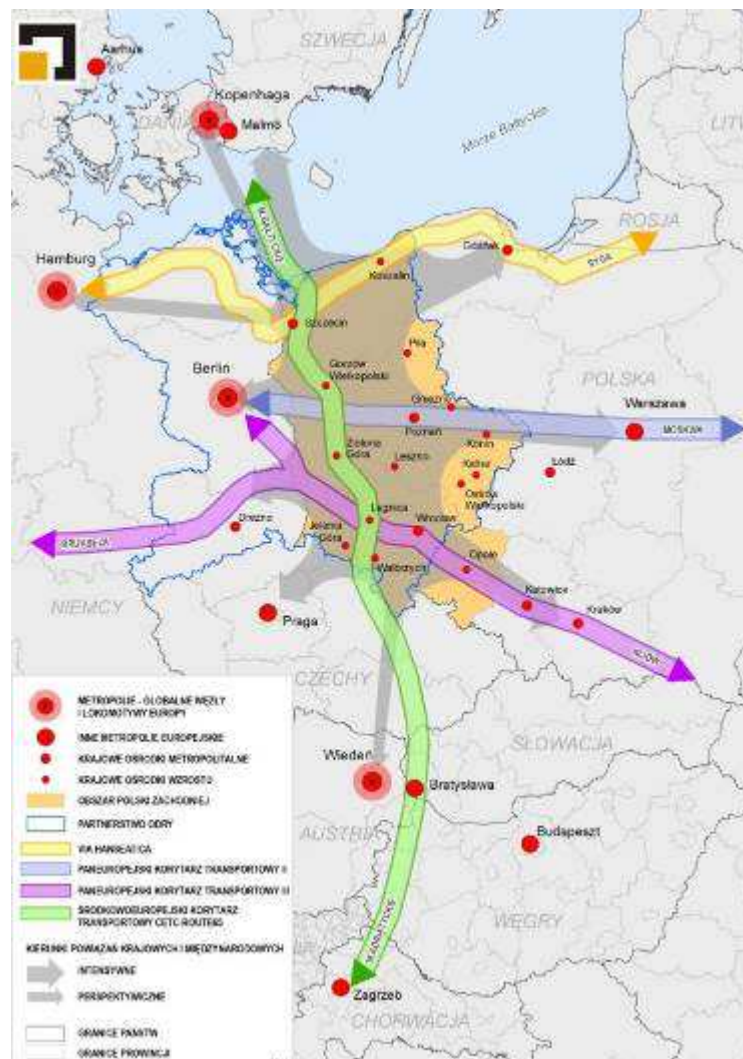 SZWECJA
Aarhus
Kopenhaga
DANIA
Malmö
Morze Bałtyckie
LITWA
ROSJA
M. BAŁTYCKIE
Hamburg
Gdańsk
RYGA
Koszalin
Szczecin
Piła
Gorzów
Wielkopolski
POLSKA
Berlin
Gniezno
Warszawa
Poznań
MOSKWA
Konin
Zielona
Góra
Leszno
Kalisz
Łódź
Ostrów
Wielkopolski
Legnica
Wrocław
Drezno
Jelenia
Góra
BRUKSELA
Wałbrzych
Opole
Katowice
NIEMCY
Kraków
Praga
KIJÓW
CZECHY
SŁOWACJA
Wiedeń
Bratysława
AUSTRIA
Budapeszt
WĘGRY
M. ADRIATYCKIE
Zagrzeb
CHORWACJA
METROPOLIE - GLOBALNE WĘZŁY
I LOKOMOTYWY EUROPY
INNE METROPOLIE EUROPEJSKIE
KRAJOWE OŚRODKI METROPOLITALNE
KRAJOWE OŚRODKI WZROSTU
OBSZAR POLSKI ZACHODNIEJ
PARTNERSTWO ODRY
VIA HANSEATICA
PANEUROPEJSKI KORYTARZ TRANSPORTOWY II
PANEUROPEJSKI KORYTARZ TRANSPORTOWY III
ŚRODKOWOEUROPEJSKI KORYTARZ
TRANSPORTOWY CETC-ROUTE65
KIERUNKI POWIĄZAŃ KRAJOWYCH I MIĘDZYNARODOWYCH
INTENSYWNE
PERSPEKTYWICZNE
GRANICE PAŃSTW
GRANICE PROWINCJI